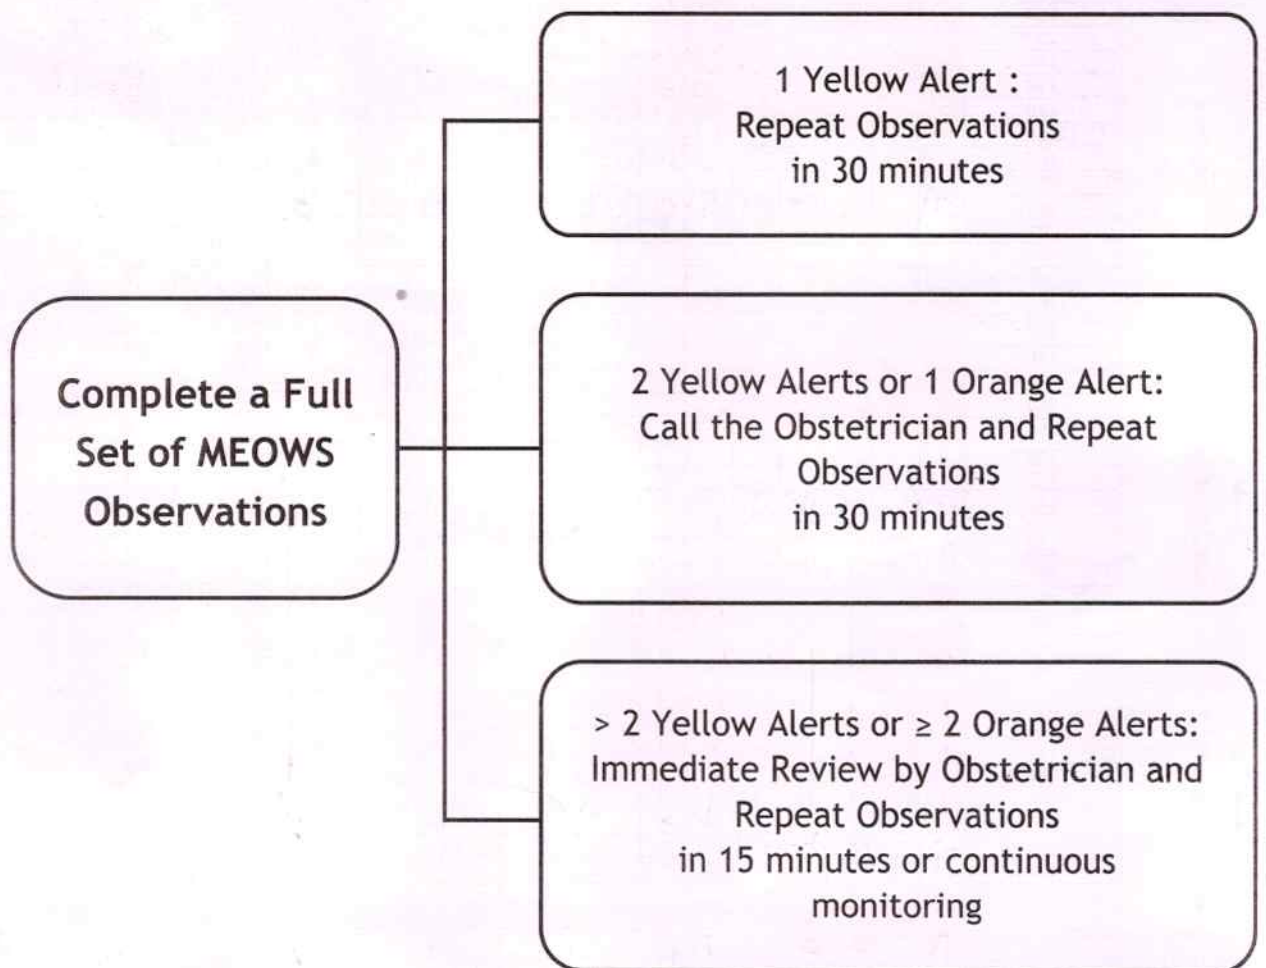 1 Yellow Alert :
Repeat Observations
in 30 minutes
Complete a Full
Set of MEOWS
Observations
2 Yellow Alerts or 1 Orange Alert:
Call the Obstetrician and Repeat
Observations
in 30 minutes
> 2 Yellow Alerts or ≥ 2 Orange Alerts:
Immediate Review by Obstetrician and
Repeat Observations
in 15 minutes or continuous
monitoring